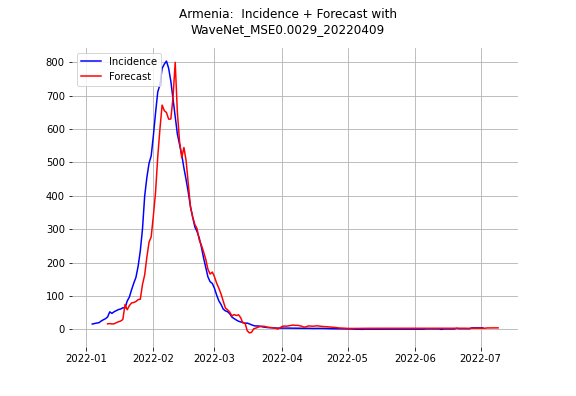 Armenia:  Incidence + Forecast with
WaveNet_MSE0.0029_20220409
Incidence
Forecast
800
700
600
500
400
300
200
100
0
2022-01 2022-02 2022-03 2022-04 2022-05 2022-06 2022-07